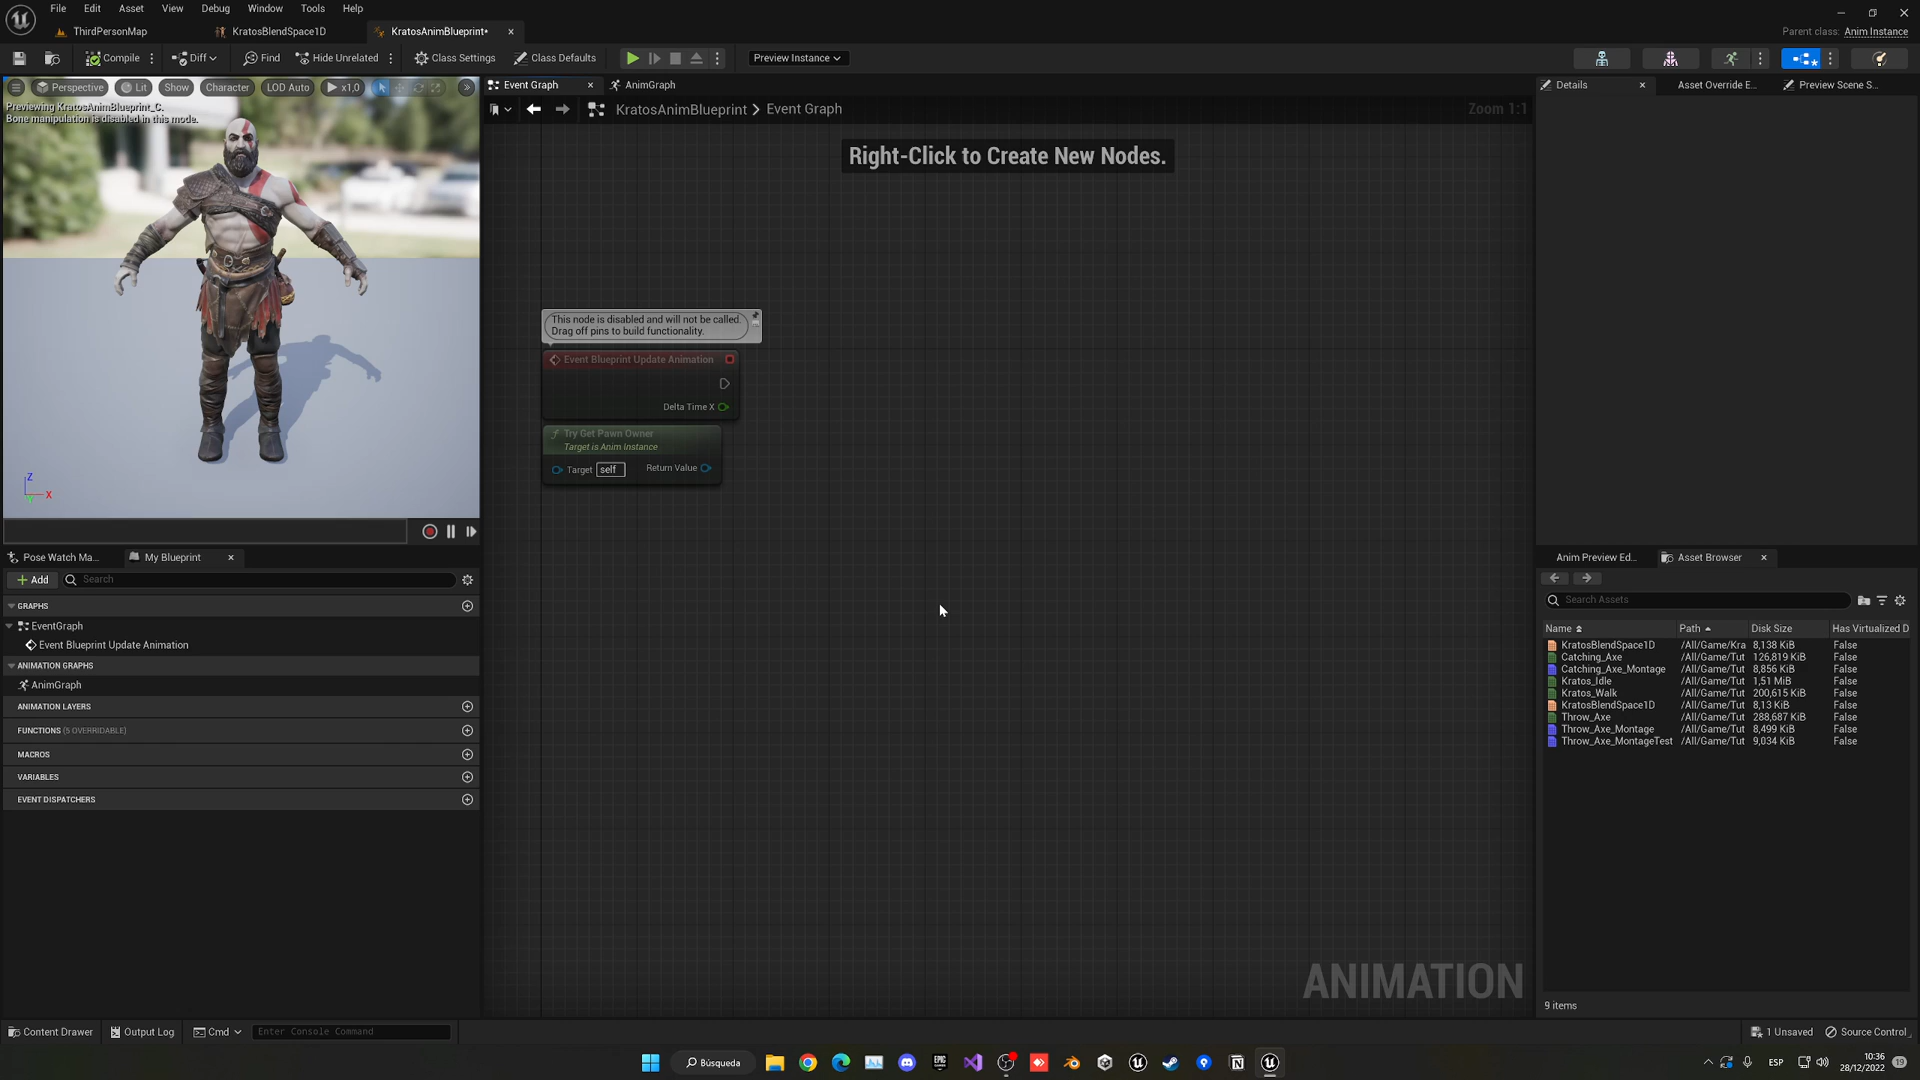 File Edit Asset View Debug Window Tools Help
ThirdPersonMap KratosBlendSpace1D KratosAnimBlueprint* Parent class: Anim Instance
Compile Diff Find Hide Unrelated Class Settings Class Defaults Preview Instance
Perspective Lit Show Character LOD Auto x1,0
Previewing KratosAnimBlueprint_C.
Bone manipulation is disabled in this mode.
Z
X
Event Graph AnimGraph
KratosAnimBlueprint > Event Graph Zoom 1:1
Right-Click to Create New Nodes.
This node is disabled and will not be called.
Drag off pins to build functionality.
Event Blueprint Update Animation
Delta Time X
Try Get Pawn Owner
Target is Anim Instance
Target self Return Value
ANIMATION
Pose Watch Ma... My Blueprint
Add Search
GRAPHS
EventGraph
Event Blueprint Update Animation
ANIMATION GRAPHS
AnimGraph
ANIMATION LAYERS
FUNCTIONS (5 OVERRIDABLE)
MACROS
VARIABLES
EVENT DISPATCHERS
Details Asset Override E... Preview Scene S...
Anim Preview Ed... Asset Browser
Search Assets
Name Path Disk Size Has Virtualized D
KratosBlendSpace1D /All/Game/Kra 8,138 KiB False
Catching_Axe /All/Game/Tut 126,819 KiB False
Catching_Axe_Montage /All/Game/Tut 8,856 KiB False
Kratos_Idle /All/Game/Tut 1,51 MiB False
Kratos_Walk /All/Game/Tut 200,615 KiB False
KratosBlendSpace1D /All/Game/Tut 8,13 KiB False
Throw_Axe /All/Game/Tut 288,687 KiB False
Throw_Axe_Montage /All/Game/Tut 8,499 KiB False
Throw_Axe_MontageTest /All/Game/Tut 9,034 KiB False
9 items
Content Drawer Output Log Cmd Enter Console Command 1 Unsaved Source Control
Búsqueda EPIC GAMES ESP 10:36
28/12/2022 19